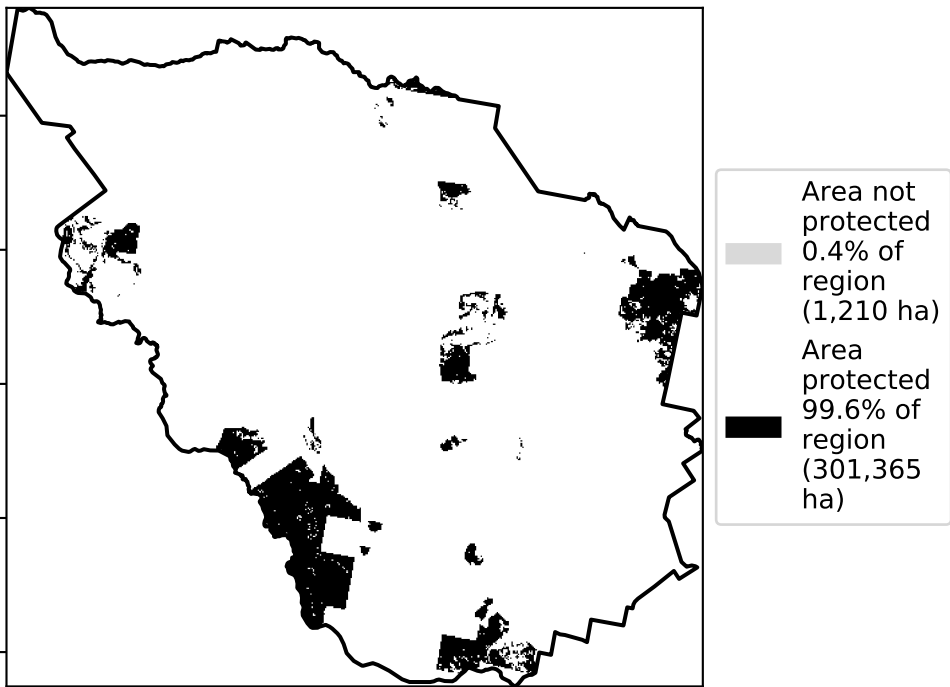 Area not
protected
0.4% of
region
(1,210 ha)
Area
protected
99.6% of
region
(301,365
ha)